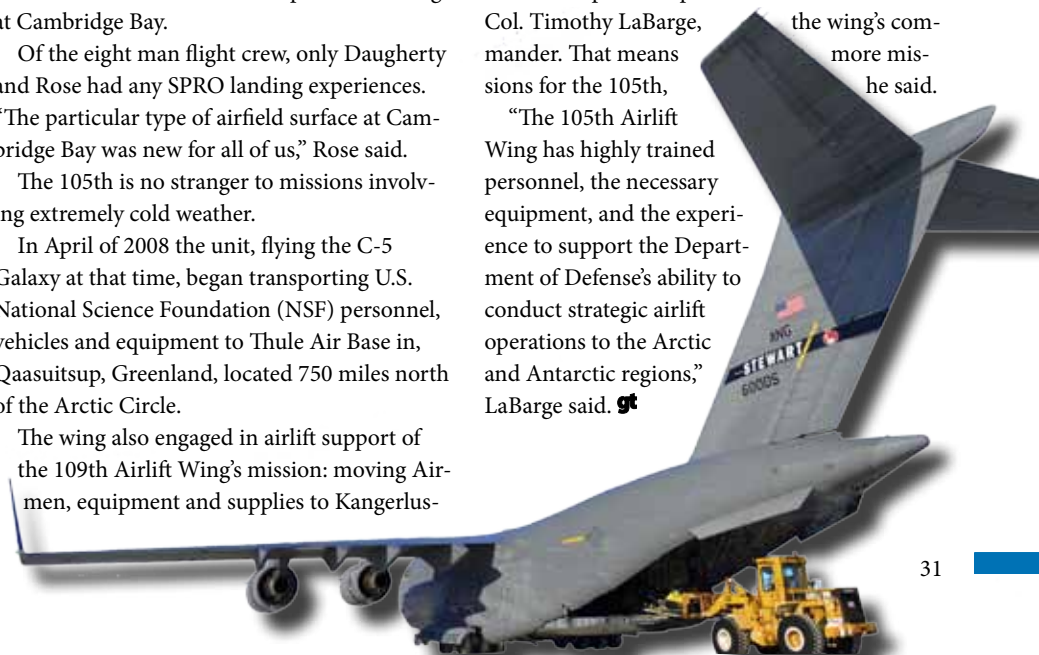 at Cambridge Bay.
Of the eight man flight crew, only Daugherty
and Rose had any SPRO landing experiences.
“The particular type of airfield surface at Cam-
bridge Bay was new for all of us,” Rose said.
The 105th is no stranger to missions involv-
ing extremely cold weather.
In April of 2008 the unit, flying the C-5
Galaxy at that time, began transporting U.S.
National Science Foundation (NSF) personnel,
vehicles and equipment to Thule Air Base in,
Qaasuitsup, Greenland, located 750 miles north
of the Arctic Circle.
The wing also engaged in airlift support of
the 109th Airlift Wing’s mission: moving Air-
men, equipment and supplies to Kangerlus-
Col. Timothy LaBarge, the wing’s com-
mander. That means more mis-
sions for the 105th, he said.
“The 105th Airlift
Wing has highly trained
personnel, the necessary
equipment, and the experi-
ence to support the Depart-
ment of Defense’s ability to
conduct strategic airlift
operations to the Arctic
and Antarctic regions,”
LaBarge said. gt
STEWART
60005
31